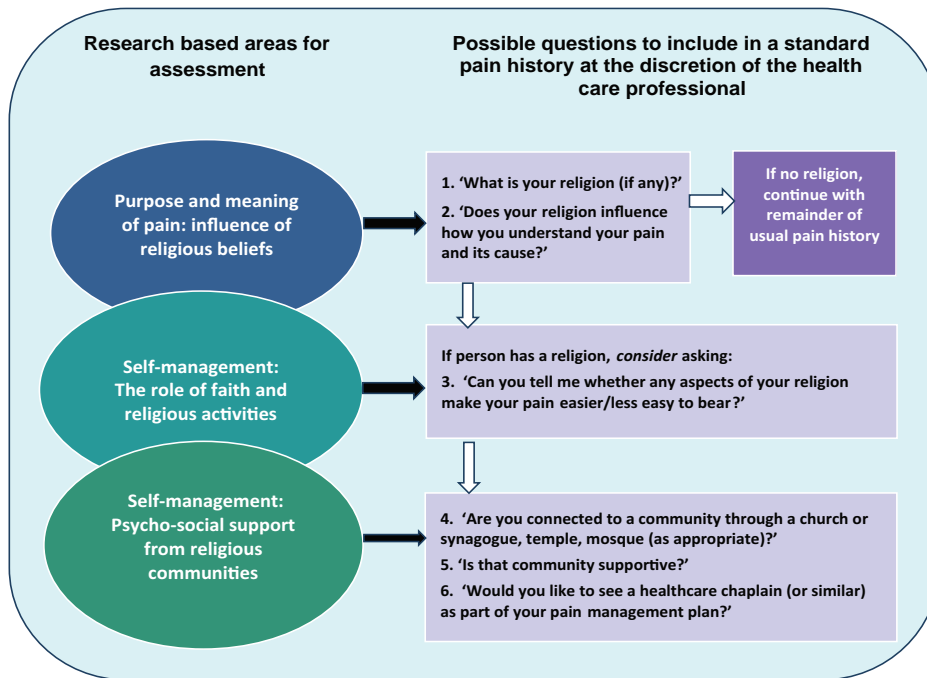 Research based areas for
assessment
Possible questions to include in a standard
pain history at the discretion of the health
care professional
Purpose and meaning
of pain: influence of
religious beliefs
1. ‘What is your religion (if any)?’
2. ‘Does your religion influence
how you understand your pain
and its cause?’
If no religion,
continue with
remainder of
usual pain history
Self-management:
The role of faith and
religious activities
If person has a religion, consider asking:
3. ‘Can you tell me whether any aspects of your religion
make your pain easier/less easy to bear?’
Self-management:
Psycho-social support
from religious
communities
4. ‘Are you connected to a community through a church or
synagogue, temple, mosque (as appropriate)?’
5. ‘Is that community supportive?’
6. ‘Would you like to see a healthcare chaplain (or similar)
as part of your pain management plan?’